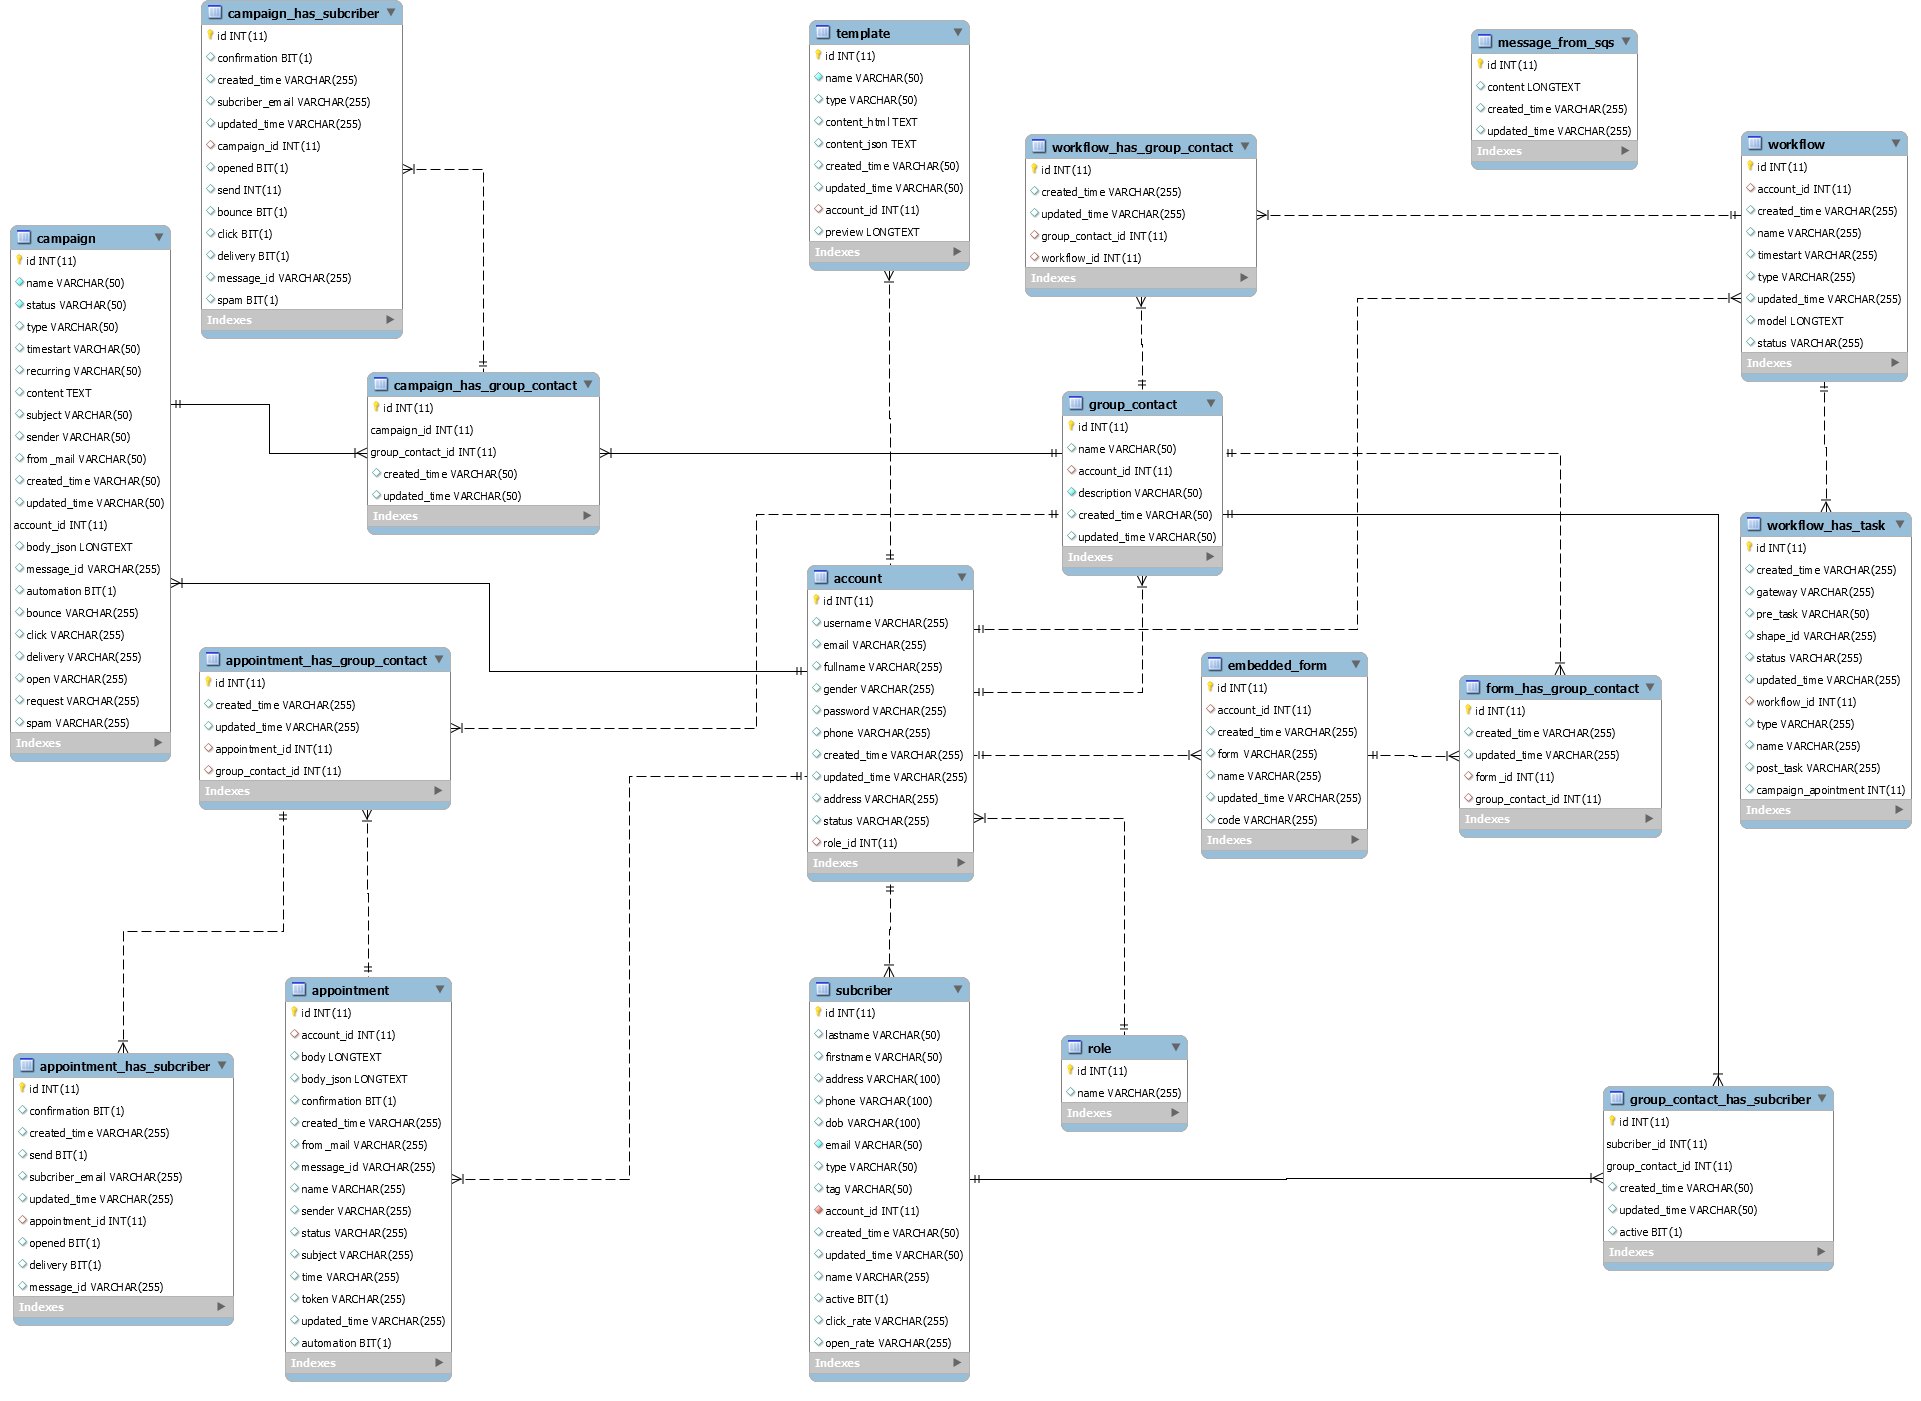 campaign_has_subcriber
id INT(11)
confirmation BIT(1)
created_time VARCHAR(255)
subcriber_email VARCHAR(255)
updated_time VARCHAR(255)
campaign_id INT(11)
opened BIT(1)
send INT(11)
bounce BIT(1)
click BIT(1)
delivery BIT(1)
message_id VARCHAR(255)
spam BIT(1)
Indexes
template
id INT(11)
name VARCHAR(50)
type VARCHAR(50)
content_html TEXT
content_json TEXT
created_time VARCHAR(50)
updated_time VARCHAR(50)
account_id INT(11)
preview LONGTEXT
Indexes
message_from_sqs
id INT(11)
content LONGTEXT
created_time VARCHAR(255)
updated_time VARCHAR(255)
Indexes
workflow_has_group_contact
id INT(11)
created_time VARCHAR(255)
updated_time VARCHAR(255)
group_contact_id INT(11)
workflow_id INT(11)
Indexes
workflow
id INT(11)
account_id INT(11)
created_time VARCHAR(255)
name VARCHAR(255)
timestart VARCHAR(255)
type VARCHAR(255)
updated_time VARCHAR(255)
model LONGTEXT
status VARCHAR(255)
Indexes
campaign
id INT(11)
name VARCHAR(50)
status VARCHAR(50)
type VARCHAR(50)
timestart VARCHAR(50)
recurring VARCHAR(50)
content TEXT
subject VARCHAR(50)
sender VARCHAR(50)
from_mail VARCHAR(50)
created_time VARCHAR(50)
updated_time VARCHAR(50)
account_id INT(11)
body_json LONGTEXT
message_id VARCHAR(255)
automation BIT(1)
bounce VARCHAR(255)
click VARCHAR(255)
delivery VARCHAR(255)
open VARCHAR(255)
request VARCHAR(255)
spam VARCHAR(255)
Indexes
campaign_has_group_contact
id INT(11)
campaign_id INT(11)
group_contact_id INT(11)
created_time VARCHAR(50)
updated_time VARCHAR(50)
Indexes
group_contact
id INT(11)
name VARCHAR(50)
account_id INT(11)
description VARCHAR(50)
created_time VARCHAR(50)
updated_time VARCHAR(50)
Indexes
workflow_has_task
id INT(11)
created_time VARCHAR(255)
gateway VARCHAR(255)
pre_task VARCHAR(50)
shape_id VARCHAR(255)
status VARCHAR(255)
updated_time VARCHAR(255)
workflow_id INT(11)
type VARCHAR(255)
name VARCHAR(255)
post_task VARCHAR(255)
campaign_apointment INT(11)
Indexes
account
id INT(11)
username VARCHAR(255)
email VARCHAR(255)
fullname VARCHAR(255)
gender VARCHAR(255)
password VARCHAR(255)
phone VARCHAR(255)
created_time VARCHAR(255)
updated_time VARCHAR(255)
address VARCHAR(255)
status VARCHAR(255)
role_id INT(11)
Indexes
appointment_has_group_contact
id INT(11)
created_time VARCHAR(255)
updated_time VARCHAR(255)
appointment_id INT(11)
group_contact_id INT(11)
Indexes
embedded_form
id INT(11)
account_id INT(11)
created_time VARCHAR(255)
form VARCHAR(255)
name VARCHAR(255)
updated_time VARCHAR(255)
code VARCHAR(255)
Indexes
form_has_group_contact
id INT(11)
created_time VARCHAR(255)
updated_time VARCHAR(255)
form_id INT(11)
group_contact_id INT(11)
Indexes
appointment
id INT(11)
account_id INT(11)
body LONGTEXT
body_json LONGTEXT
confirmation BIT(1)
created_time VARCHAR(255)
from_mail VARCHAR(255)
message_id VARCHAR(255)
name VARCHAR(255)
sender VARCHAR(255)
status VARCHAR(255)
subject VARCHAR(255)
time VARCHAR(255)
token VARCHAR(255)
updated_time VARCHAR(255)
automation BIT(1)
Indexes
subcriber
id INT(11)
lastname VARCHAR(50)
firstname VARCHAR(50)
address VARCHAR(100)
phone VARCHAR(100)
dob VARCHAR(100)
email VARCHAR(50)
type VARCHAR(50)
tag VARCHAR(50)
account_id INT(11)
created_time VARCHAR(50)
updated_time VARCHAR(50)
name VARCHAR(255)
active BIT(1)
click_rate VARCHAR(255)
open_rate VARCHAR(255)
Indexes
role
id INT(11)
name VARCHAR(255)
Indexes
appointment_has_subcriber
id INT(11)
confirmation BIT(1)
created_time VARCHAR(255)
send BIT(1)
subcriber_email VARCHAR(255)
updated_time VARCHAR(255)
appointment_id INT(11)
opened BIT(1)
delivery BIT(1)
message_id VARCHAR(255)
Indexes
group_contact_has_subcriber
id INT(11)
subcriber_id INT(11)
group_contact_id INT(11)
created_time VARCHAR(50)
updated_time VARCHAR(50)
active BIT(1)
Indexes